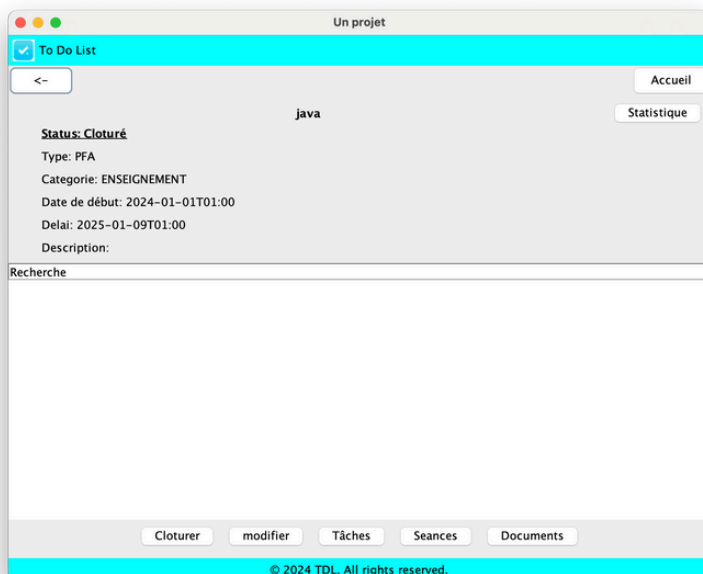 Un projet
To Do List
<-
Accueil
java
Statistique
Status: Cloturé
Type: PFA
Categorie: ENSEIGNEMENT
Date de début: 2024-01-01T01:00
Delai: 2025-01-09T01:00
Description:
Recherche
Cloturer modifier Tâches Seances Documents
© 2024 TDL. All rights reserved.